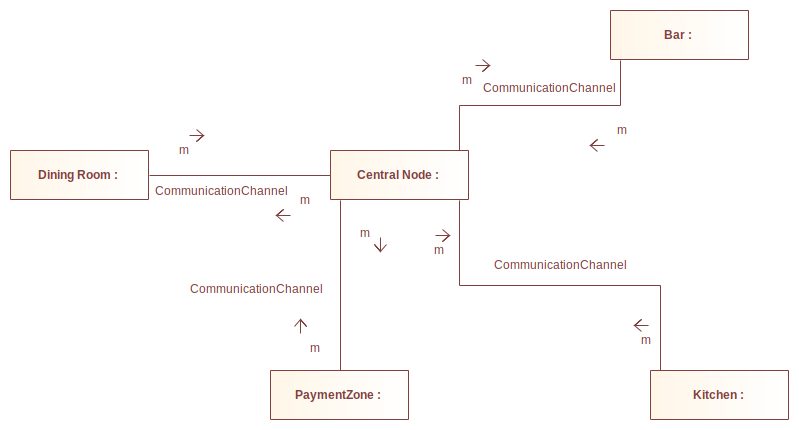 Bar :
m
CommunicationChannel
m
m
Dining Room :
Central Node :
CommunicationChannel
m
m
m
CommunicationChannel
CommunicationChannel
m
m
PaymentZone :
Kitchen :